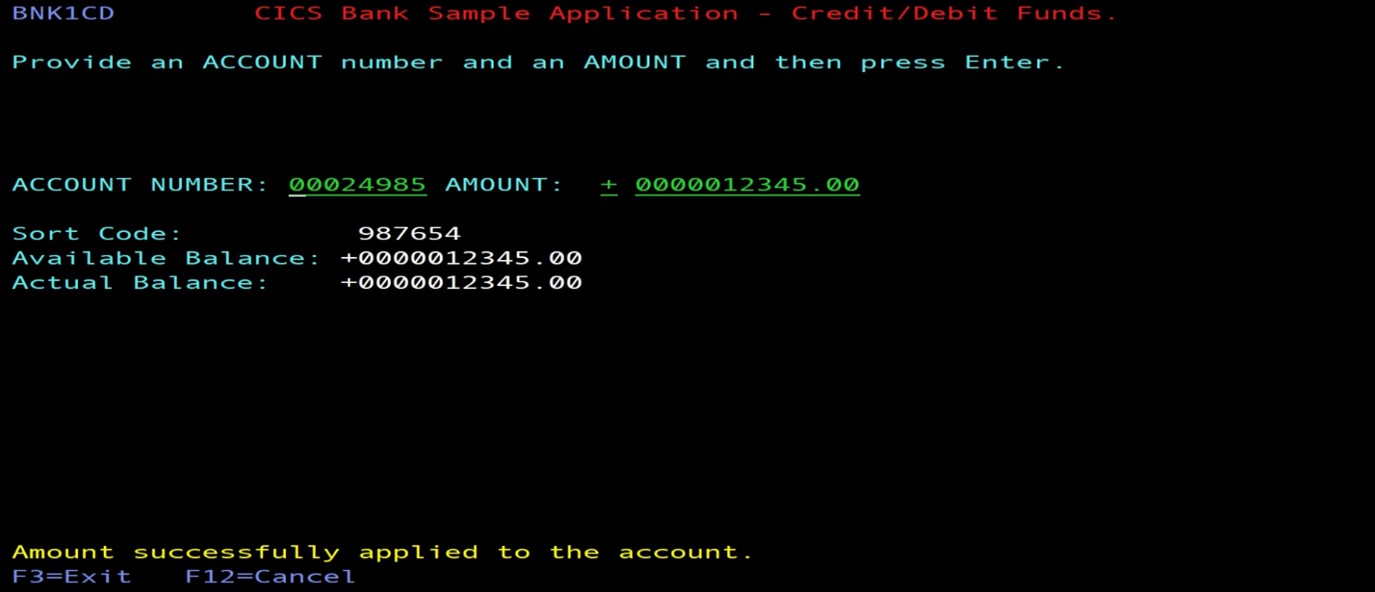 BNK1CD CICS Bank Sample Application - Credit/Debit Funds.
Provide an ACCOUNT number and an AMOUNT and then press Enter.
ACCOUNT NUMBER: 00024985 AMOUNT: + 0000012345.00
Sort Code: 987654
Available Balance: +0000012345.00
Actual Balance: +0000012345.00
Amount successfully applied to the account.
F3=Exit F12=Cancel